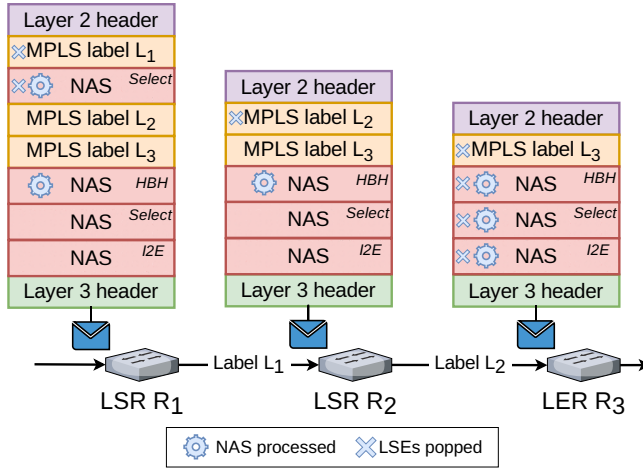 Layer 2 header
MPLS label L1
NAS Select
MPLS label L2
MPLS label L3
NAS HBH
NAS Select
NAS I2E
Layer 3 header
Layer 2 header
MPLS label L2
MPLS label L3
NAS HBH
NAS Select
NAS I2E
Layer 3 header
Layer 2 header
MPLS label L3
NAS HBH
NAS Select
NAS I2E
Layer 3 header
Label L1
Label L2
LSR R1
LSR R2
LER R3
NAS processed
LSEs popped